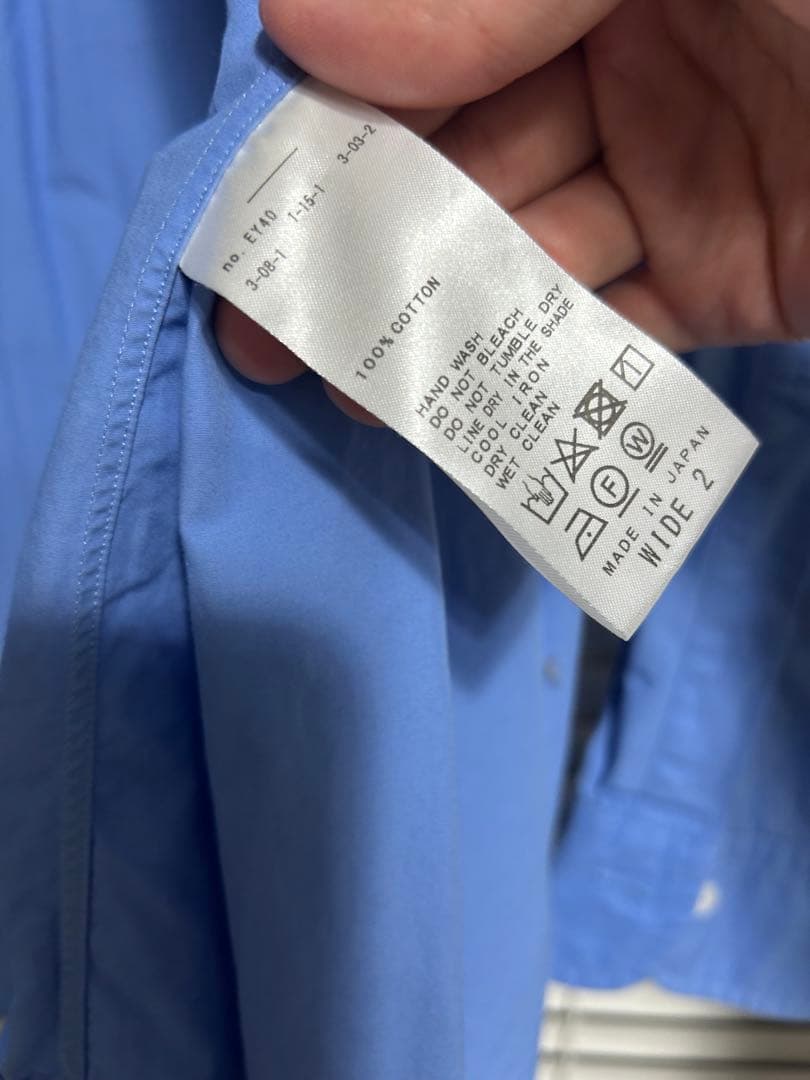 no. EY40
3-08-1 1-15-1 3-03-2
100% COTTON
HAND WASH
DO NOT BLEACH
DO NOT TUMBLE DRY
LINE DRY IN THE SHADE
COOL IRON
DRY CLEAN
WET CLEAN
F W
MADE IN JAPAN
WIDE 2